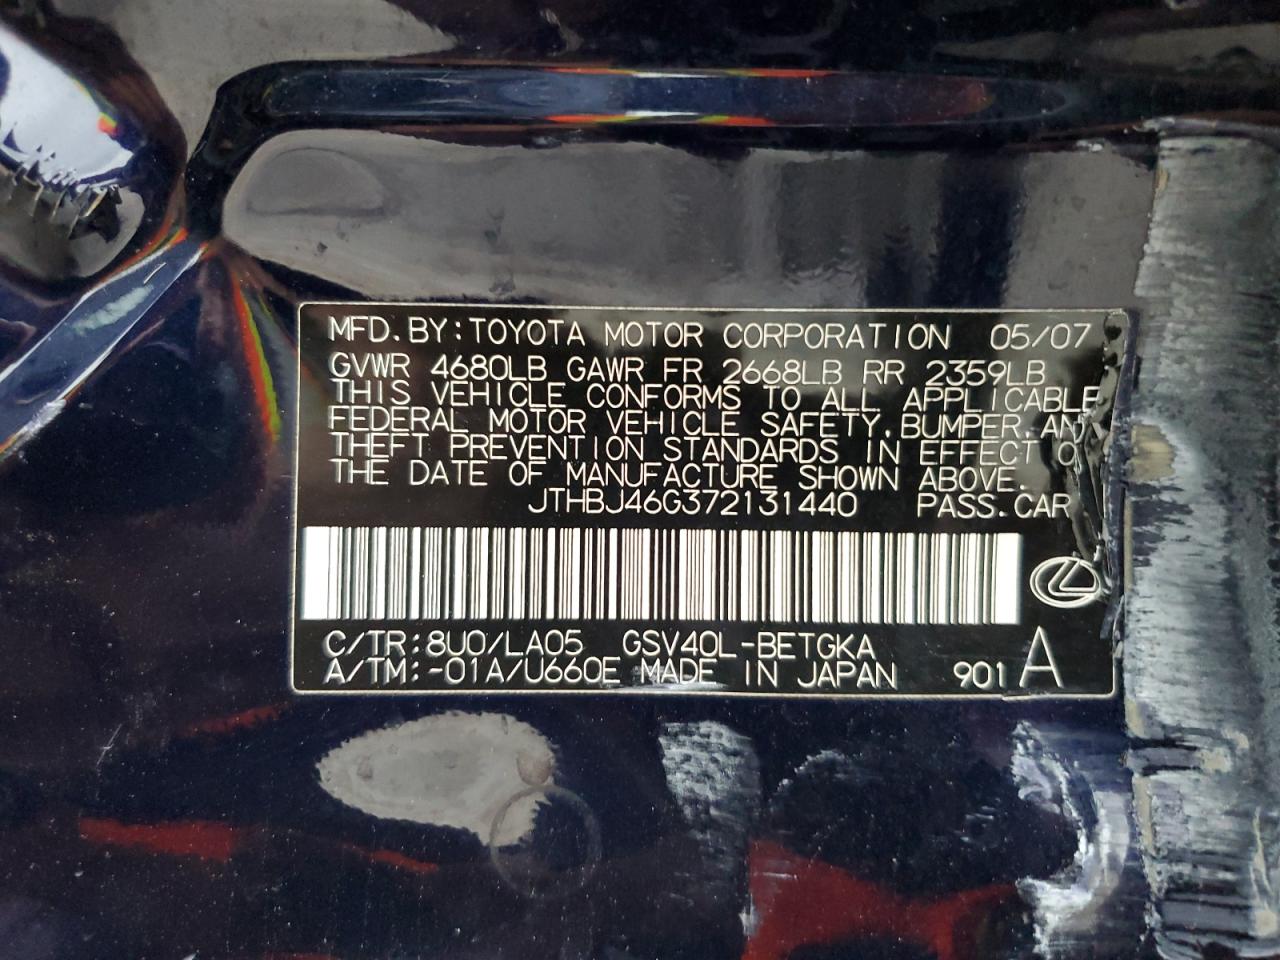 MFD.BY:TOYOTA MOTOR CORPORATION 05/07
GVWR 4680LB GAWR FR 2668LB RR 2359LB
THIS VEHICLE CONFORMS TO ALL APPLICABLE
FEDERAL MOTOR VEHICLE SAFETY,BUMPER,AN
THEFT PREVENTION STANDARDS IN EFFECT O
THE DATE OF MANUFACTURE SHOWN ABOVE.
JTHBJ46G372131440 PASS.CAR
C/TR:8U0/LA05 GSV40L-BETGKA
A/TM:-01A/U660E MADE IN JAPAN 901 A